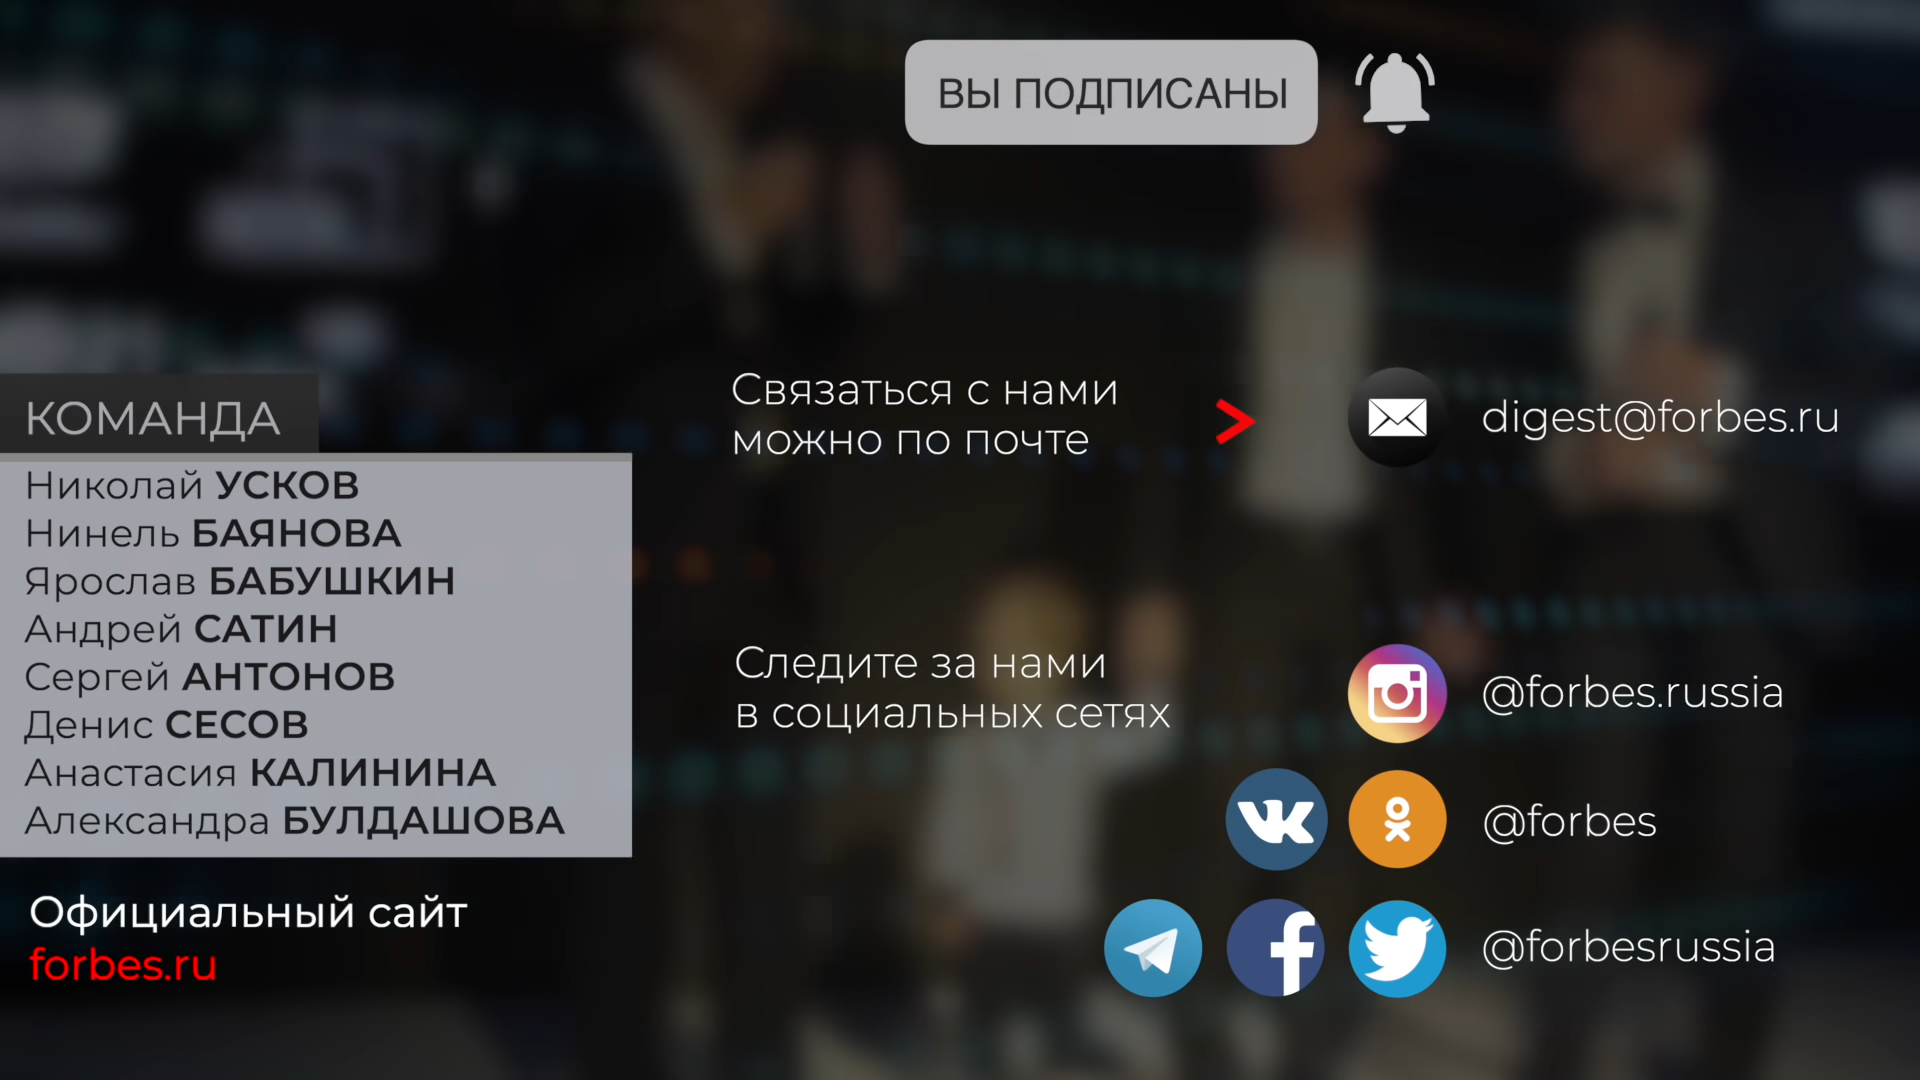 ВЫ ПОДПИСАНЫ
КОМАНДА
Николай УСКОВ
Нинель БАЯНОВА
Ярослав БАБУШКИН
Андрей САТИН
Сергей АНТОНОВ
Денис СЕСОВ
Анастасия КАЛИНИНА
Александра БУЛДАШОВА
Официальный сайт
forbes.ru
Связаться с нами
можно по почте
digest@forbes.ru
Следите за нами
в социальных сетях
@forbes.russia
@forbes
@forbesrussia